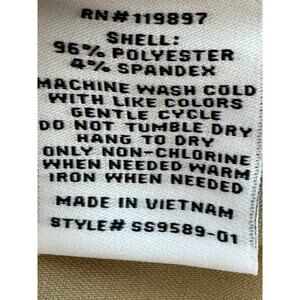 RN# 119897
SHELL:
96% POLYESTER
4% SPANDEX
MACHINE WASH COLD
WITH LIKE COLORS
GENTLE CYCLE
DO NOT TUMBLE DRY
HANG TO DRY
ONLY NON-CHLORINE
WHEN NEEDED WARM
IRON WHEN NEEDED
MADE IN VIETNAM
STYLE# SS9589-01